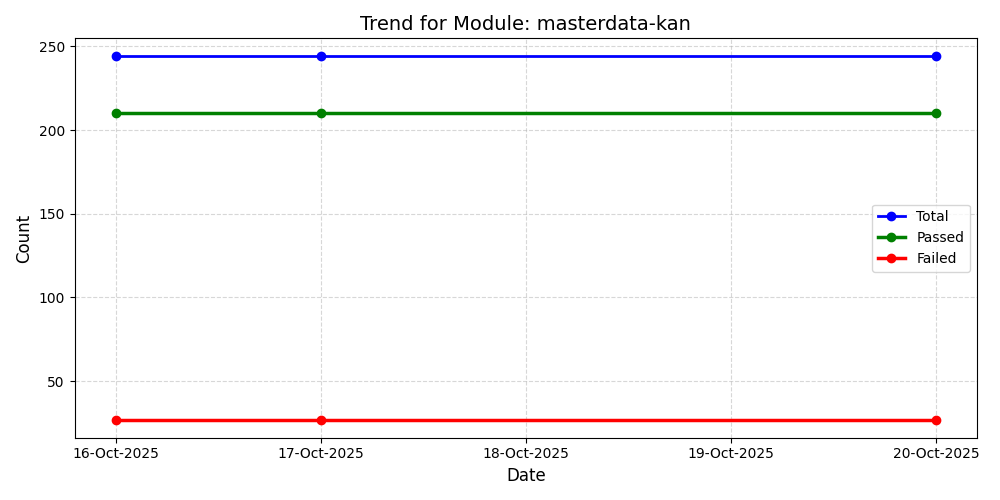 Trend for Module: masterdata-kan
250
200
150
100
50
Count
Total
Passed
Failed
16-Oct-2025
17-Oct-2025
18-Oct-2025
19-Oct-2025
20-Oct-2025
Date